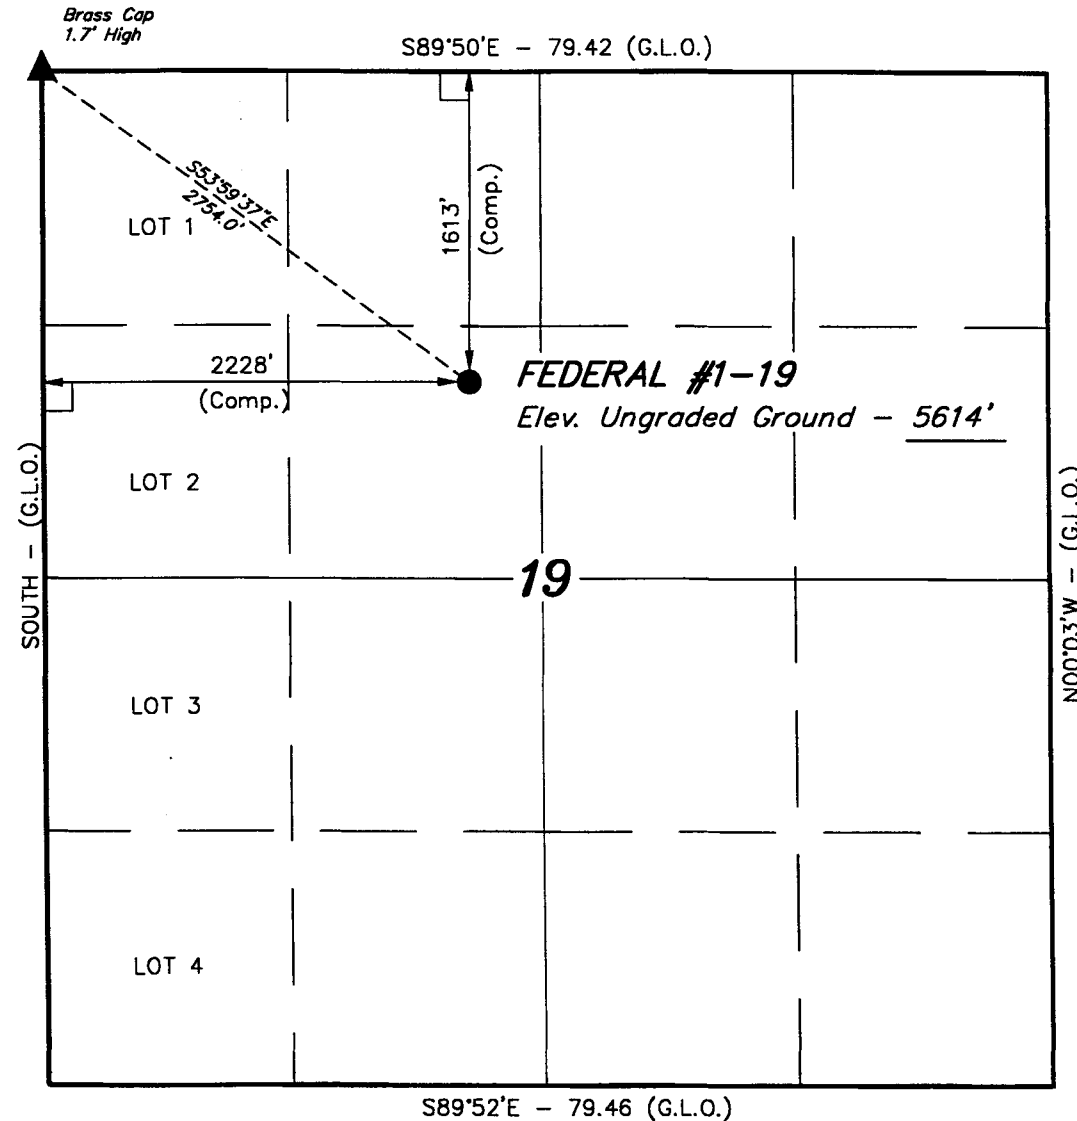 Brass Cap
1.7' High
S89°50'E - 79.42 (G.L.O.)
S53°59'37"E
2754.0'
LOT 1
1613'
(Comp.)
2228'
(Comp.)
FEDERAL #1-19
Elev. Ungraded Ground - 5614'
LOT 2
SOUTH - (G.L.O.)
N00°03'W - (G.L.O.)
19
LOT 3
LOT 4
S89°52'E - 79.46 (G.L.O.)